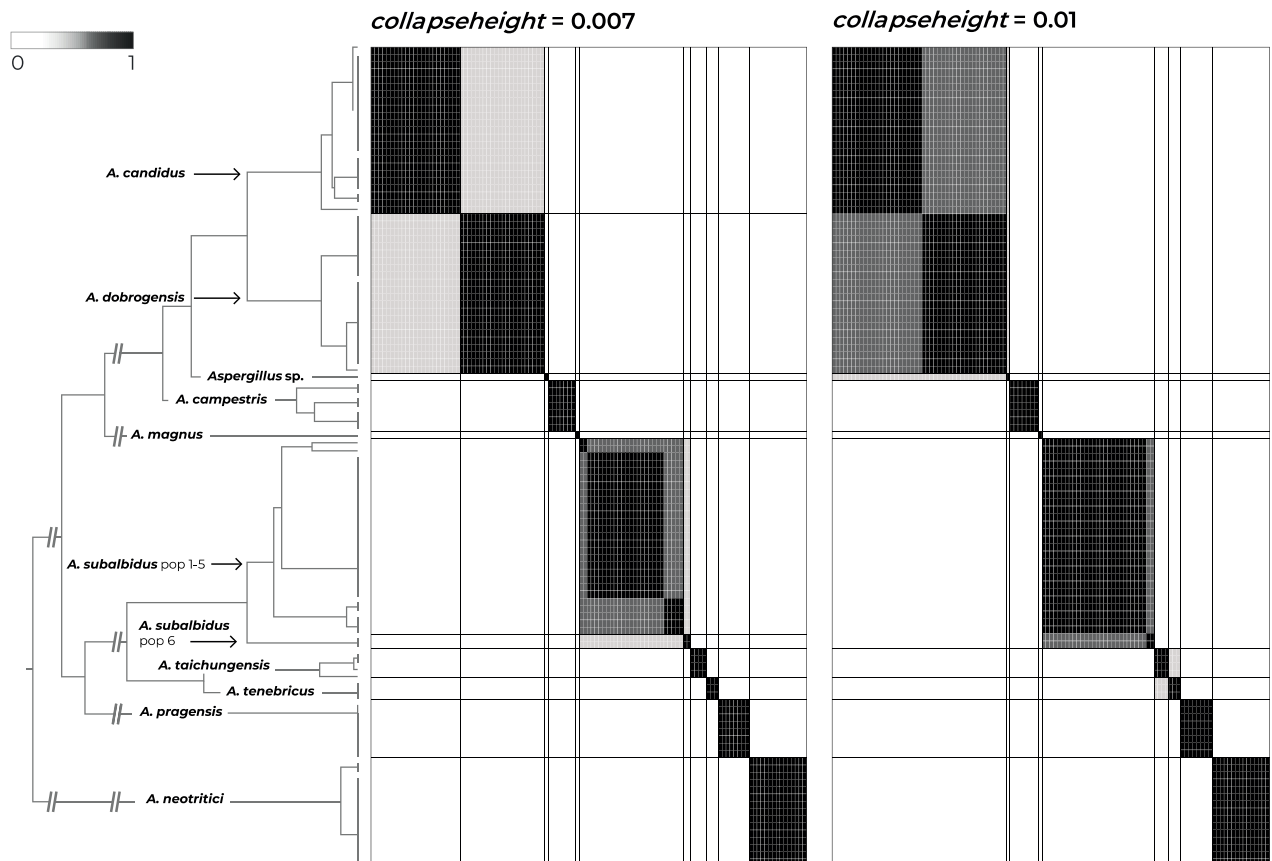 collapseheight = 0.007
collapseheight = 0.01
0 1
A. candidus
A. dobrogensis
Aspergillus sp.
A. campestris
A. magnus
A. subalbidus pop 1-5
A. subalbidus
pop 6
A. taichungensis
A. tenebricus
A. pragensis
A. neotritici